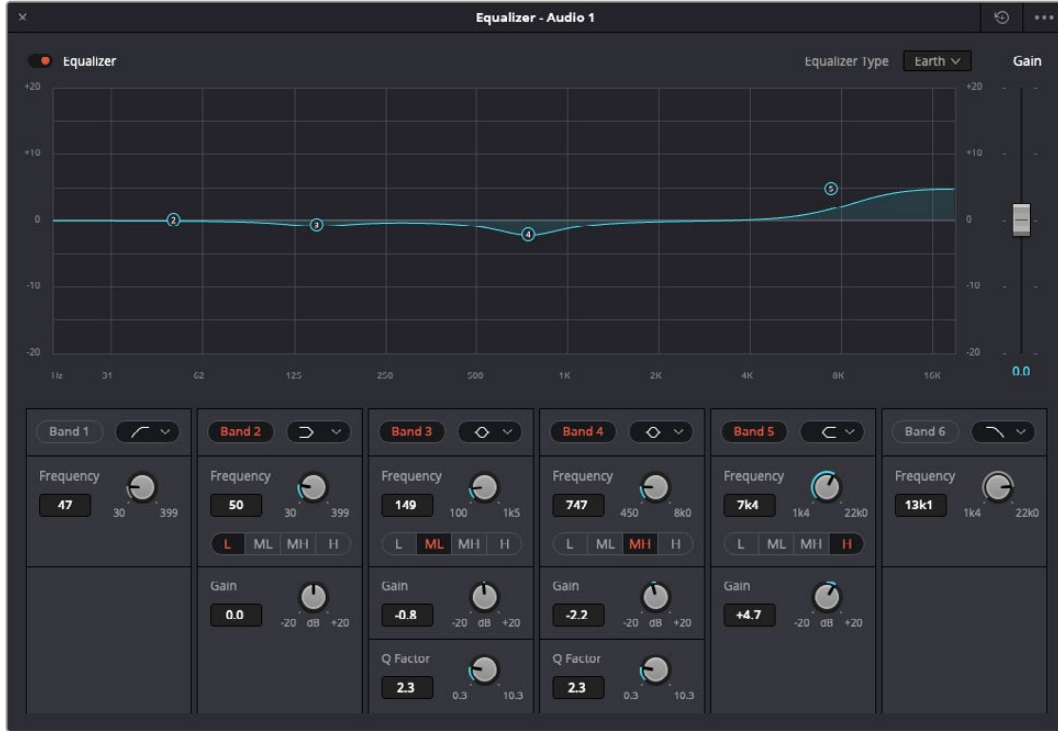 Equalizer - Audio 1
Equalizer
Equalizer Type Earth Gain
+20 +20
+10 +10
0 0
-10 -10
-20 -20
2 3 4 5
Hz 31 62 125 250 500 1K 2K 4K 8K 16K 0.0
Band 1 Band 2 Band 3 Band 4 Band 5 Band 6
Frequency Frequency Frequency Frequency Frequency Frequency
47 50 149 747 7k4 13k1
30 399 30 399 100 1k5 450 8k0 1k4 22k0 1k4 22k0
L ML MH H L ML MH H L ML MH H L ML MH H
Gain Gain Gain Gain
0.0 -0.8 -2.2 +4.7
-20 dB +20 -20 dB +20 -20 dB +20 -20 dB +20
Q Factor Q Factor
2.3 2.3
0.3 10.3 0.3 10.3